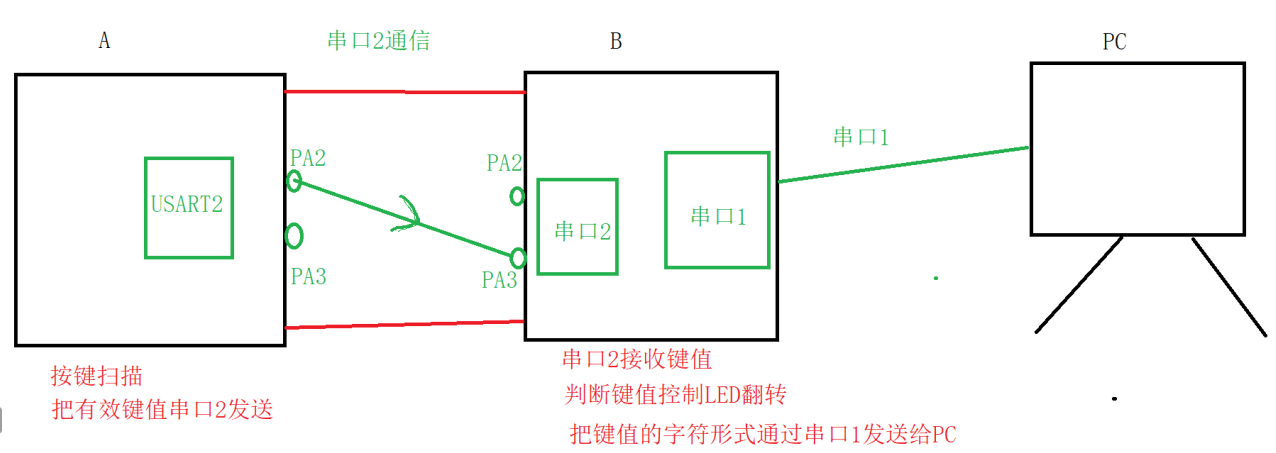 A
串口2通信
B
PC
PA2
PA2
串口1
USART2
串口2
串口1
PA3
PA3
按键扫描
把有效键值串口2发送
串口2接收键值
判断键值控制LED翻转
把键值的字符形式通过串口1发送给PC